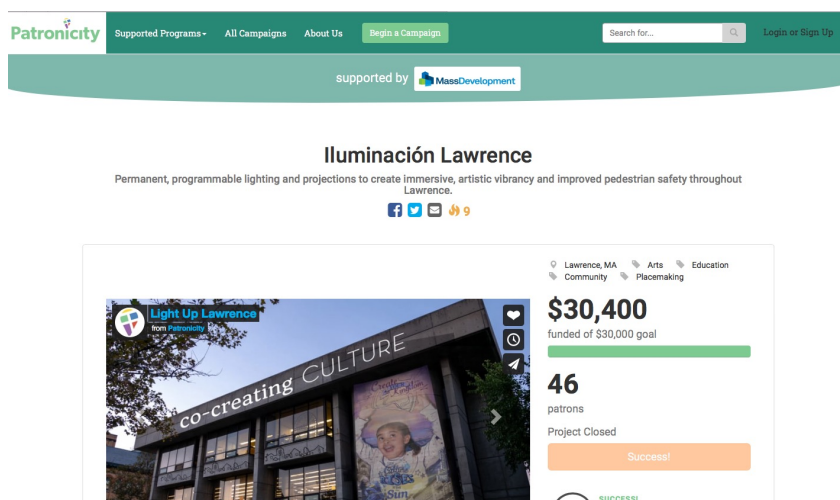 Patronicity
Supported Programs
All Campaigns
About Us
Begin a Campaign
Search for...
Login or Sign Up
supported by MassDevelopment
Iluminación Lawrence
Permanent, programmable lighting and projections to create immersive, artistic vibrancy and improved pedestrian safety throughout
Lawrence.
9
Lawrence, MA Arts Education
Community Placemaking
Light Up Lawrence
from Patronicity
co-creating CULTURE
$30,400
funded of $30,000 goal
46
patrons
Project Closed
Success!
SUCCESS!
Sun